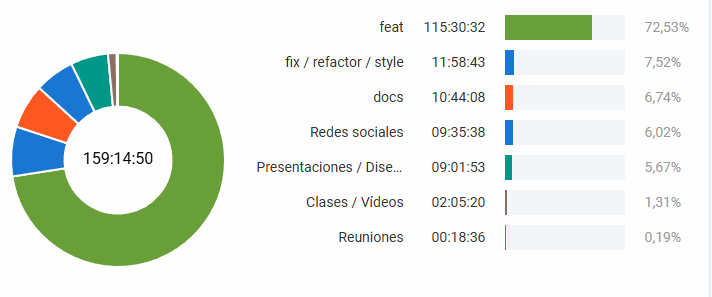 159:14:50
feat 115:30:32 72,53%
fix / refactor / style 11:58:43 7,52%
docs 10:44:08 6,74%
Redes sociales 09:35:38 6,02%
Presentaciones / Dise... 09:01:53 5,67%
Clases / Vídeos 02:05:20 1,31%
Reuniones 00:18:36 0,19%